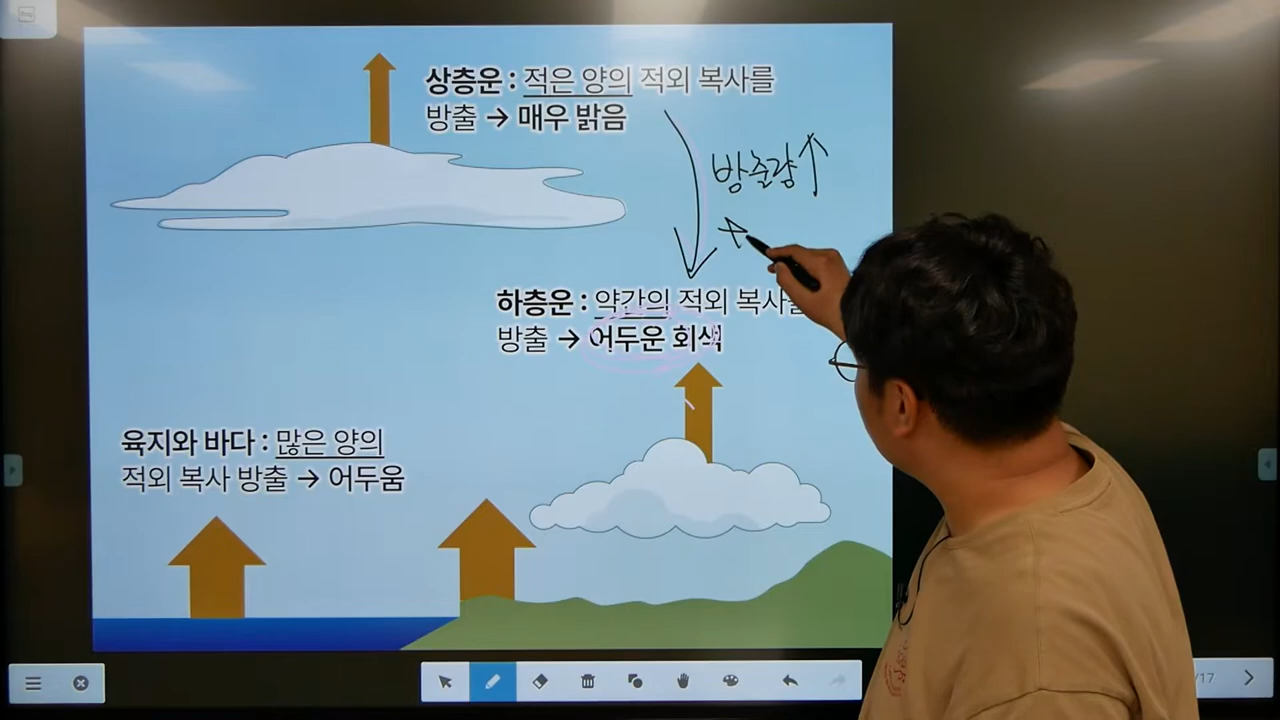 상층운 : 적은 양의 적외 복사를
방출 → 매우 밝음
방출량↑
하층운 : 약간의 적외 복사를
방출 → 어두운 회색
육지와 바다 : 많은 양의
적외 복사 방출 → 어두움
/17